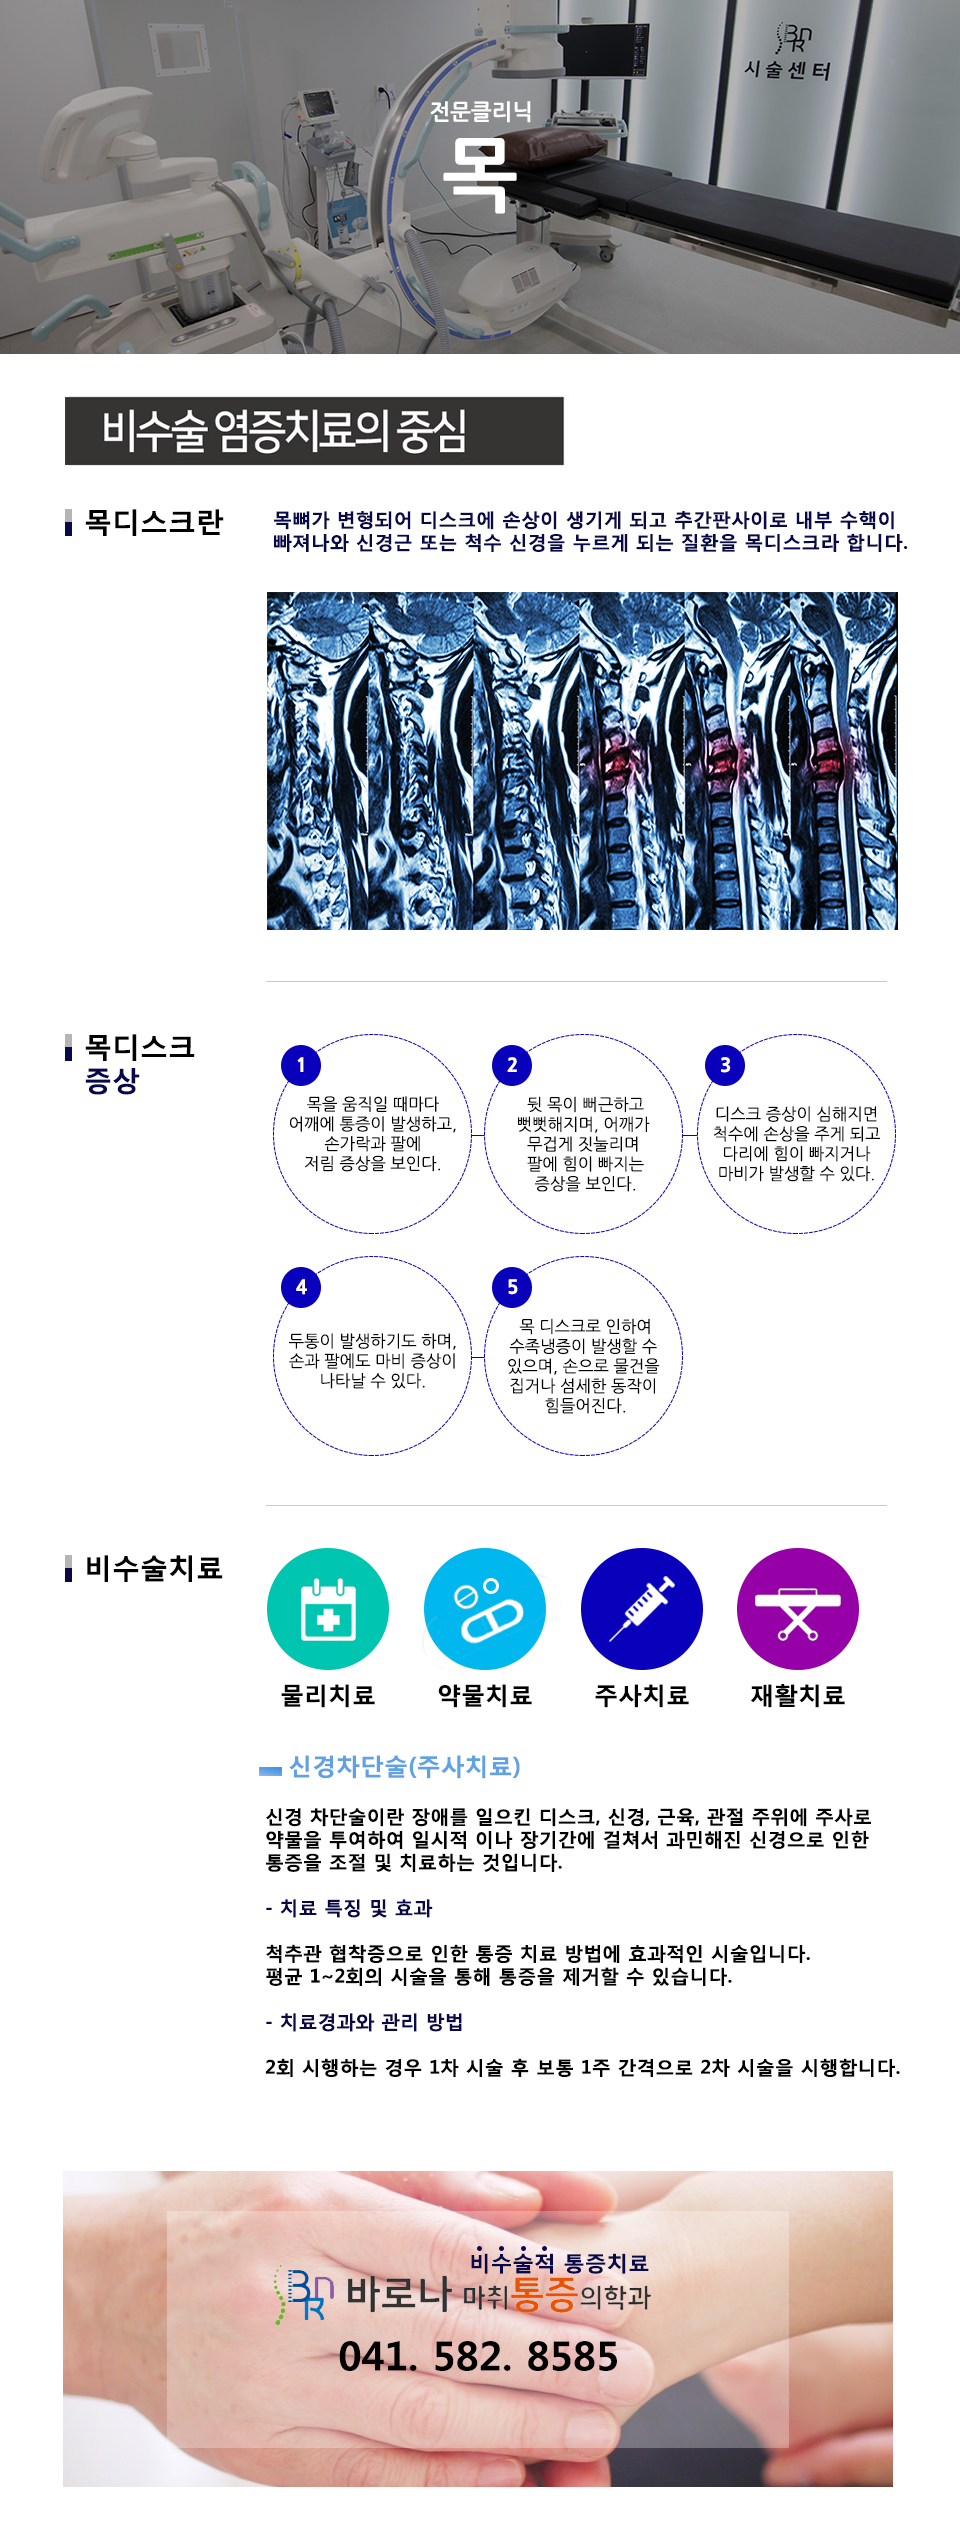 BNR
시술센터
전문클리닉
목
비수술 염증치료의 중심
목디스크란
목뼈가 변형되어 디스크에 손상이 생기게 되고 추간판사이로 내부 수핵이
빠져나와 신경근 또는 척수 신경을 누르게 되는 질환을 목디스크라 합니다.
목디스크
증상
1
목을 움직일 때마다
어깨에 통증이 발생하고,
손가락과 팔에
저림 증상을 보인다.
2
뒷 목이 뻐근하고
뻣뻣해지며, 어깨가
무겁게 짓눌리며
팔에 힘이 빠지는
증상을 보인다.
3
디스크 증상이 심해지면
척수에 손상을 주게 되고
다리에 힘이 빠지거나
마비가 발생할 수 있다.
4
두통이 발생하기도 하며,
손과 팔에도 마비 증상이
나타날 수 있다.
5
목 디스크로 인하여
수족냉증이 발생할 수
있으며, 손으로 물건을
집거나 섬세한 동작이
힘들어진다.
비수술치료
물리치료 약물치료 주사치료 재활치료
신경차단술(주사치료)
신경 차단술이란 장애를 일으킨 디스크, 신경, 근육, 관절 주위에 주사로
약물을 투여하여 일시적 이나 장기간에 걸쳐서 과민해진 신경으로 인한
통증을 조절 및 치료하는 것입니다.
- 치료 특징 및 효과
척추관 협착증으로 인한 통증 치료 방법에 효과적인 시술입니다.
평균 1~2회의 시술을 통해 통증을 제거할 수 있습니다.
- 치료경과와 관리 방법
2회 시행하는 경우 1차 시술 후 보통 1주 간격으로 2차 시술을 시행합니다.
비수술적 통증치료
BNR 바로나 마취통증의학과
041. 582. 8585